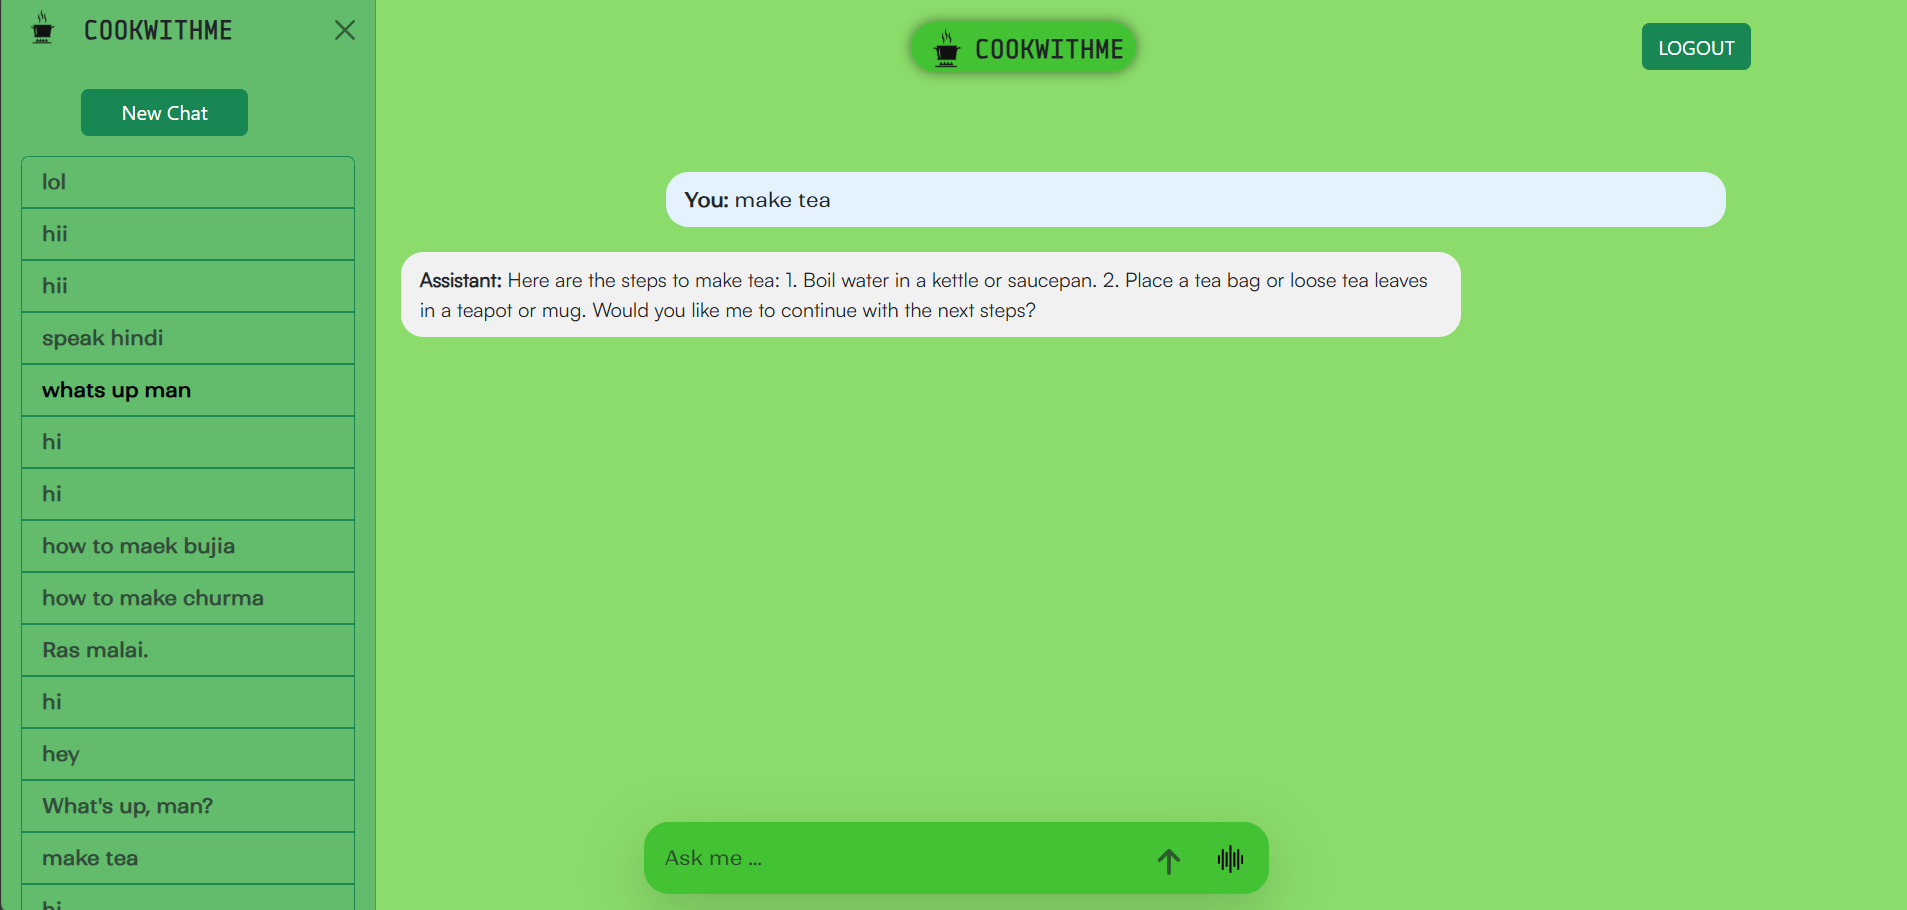 COOKWITHME
New Chat
lol
hii
hii
speak hindi
whats up man
hi
hi
how to maek bujia
how to make churma
Ras malai.
hi
hey
What's up, man?
make tea
hi
COOKWITHME
LOGOUT
You: make tea
Assistant: Here are the steps to make tea: 1. Boil water in a kettle or saucepan. 2. Place a tea bag or loose tea leaves
in a teapot or mug. Would you like me to continue with the next steps?
Ask me ...